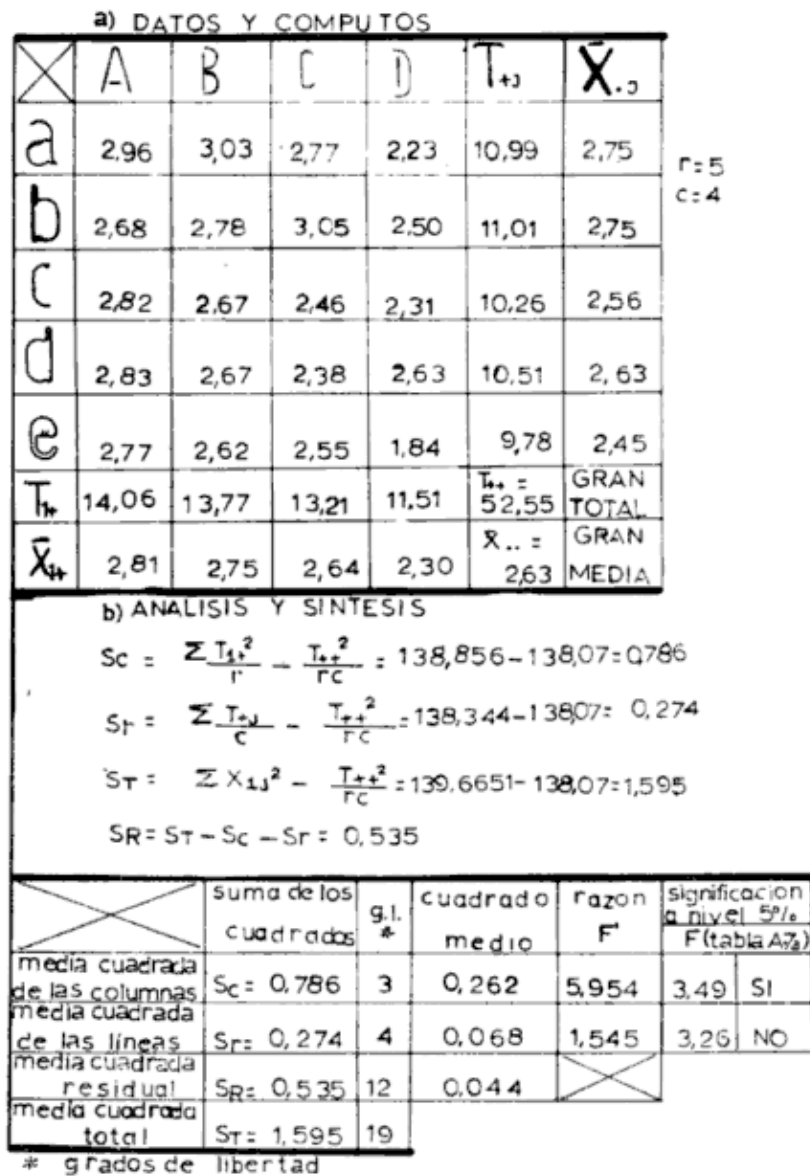 a) DATOS Y COMPUTOS
A B C D T+J X̄.J
a 2,96 3,03 2,77 2,23 10,99 2,75
r=5
c=4
b 2,68 2,78 3,05 2,50 11,01 2,75
c 2,82 2,67 2,46 2,31 10,26 2,56
d 2,83 2,67 2,38 2,63 10,51 2,63
e 2,77 2,62 2,55 1,84 9,78 2,45
T1+ 14,06 13,77 13,21 11,51 T++ = 52,55 GRAN TOTAL
X̄1+ 2,81 2,75 2,64 2,30 X̄.. = 2,63 GRAN MEDIA
b) ANALISIS Y SINTESIS
Sc = Σ T1+²/r - T++²/rc = 138,856-138,07=0,786
Sr = Σ T+J/c - T++²/rc =138,344-138,07= 0,274
ST = Σ X1J² - T++²/rc =139,6651-138,07=1,595
SR= ST-Sc-Sr = 0,535
suma de los cuadrados g.l. * cuadrado medio razon F significacion a nivel 5%
F(tabla A7a)
media cuadrada de las columnas Sc= 0,786 3 0,262 5,954 3,49 SI
media cuadrada de las líneas Sr= 0,274 4 0,068 1,545 3,26 NO
media cuadrada residual SR= 0,535 12 0,044
media cuadrada total ST= 1,595 19
* grados de libertad